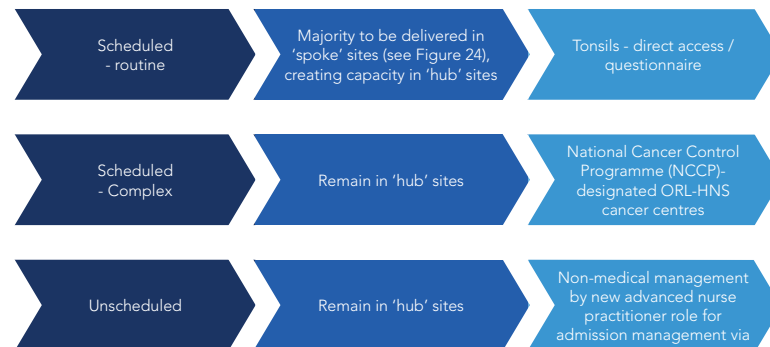 Scheduled
- routine
Majority to be delivered in
‘spoke’ sites (see Figure 24),
creating capacity in ‘hub’ sites
Tonsils - direct access /
questionnaire
Scheduled
- Complex
Remain in ‘hub’ sites
National Cancer Control
Programme (NCCP)-
designated ORL-HNS
cancer centres
Unscheduled
Remain in ‘hub’ sites
Non-medical management
by new advanced nurse
practitioner role for
admission management via